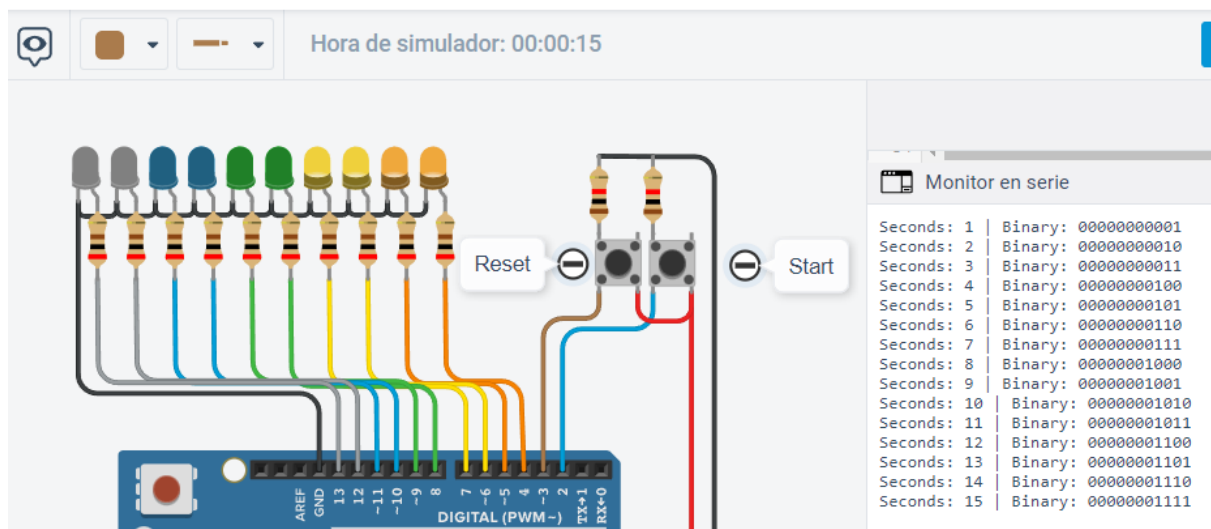 Hora de simulador: 00:00:15
Monitor en serie
Reset
Start
Seconds: 1 | Binary: 00000000001
Seconds: 2 | Binary: 00000000010
Seconds: 3 | Binary: 00000000011
Seconds: 4 | Binary: 00000000100
Seconds: 5 | Binary: 00000000101
Seconds: 6 | Binary: 00000000110
Seconds: 7 | Binary: 00000000111
Seconds: 8 | Binary: 00000001000
Seconds: 9 | Binary: 00000001001
Seconds: 10 | Binary: 00000001010
Seconds: 11 | Binary: 00000001011
Seconds: 12 | Binary: 00000001100
Seconds: 13 | Binary: 00000001101
Seconds: 14 | Binary: 00000001110
Seconds: 15 | Binary: 00000001111
AREF GND 13 12 ~11 ~10 ~9 8 7 ~6 ~5 4 ~3 2 TX→1 RX←0
DIGITAL (PWM~)